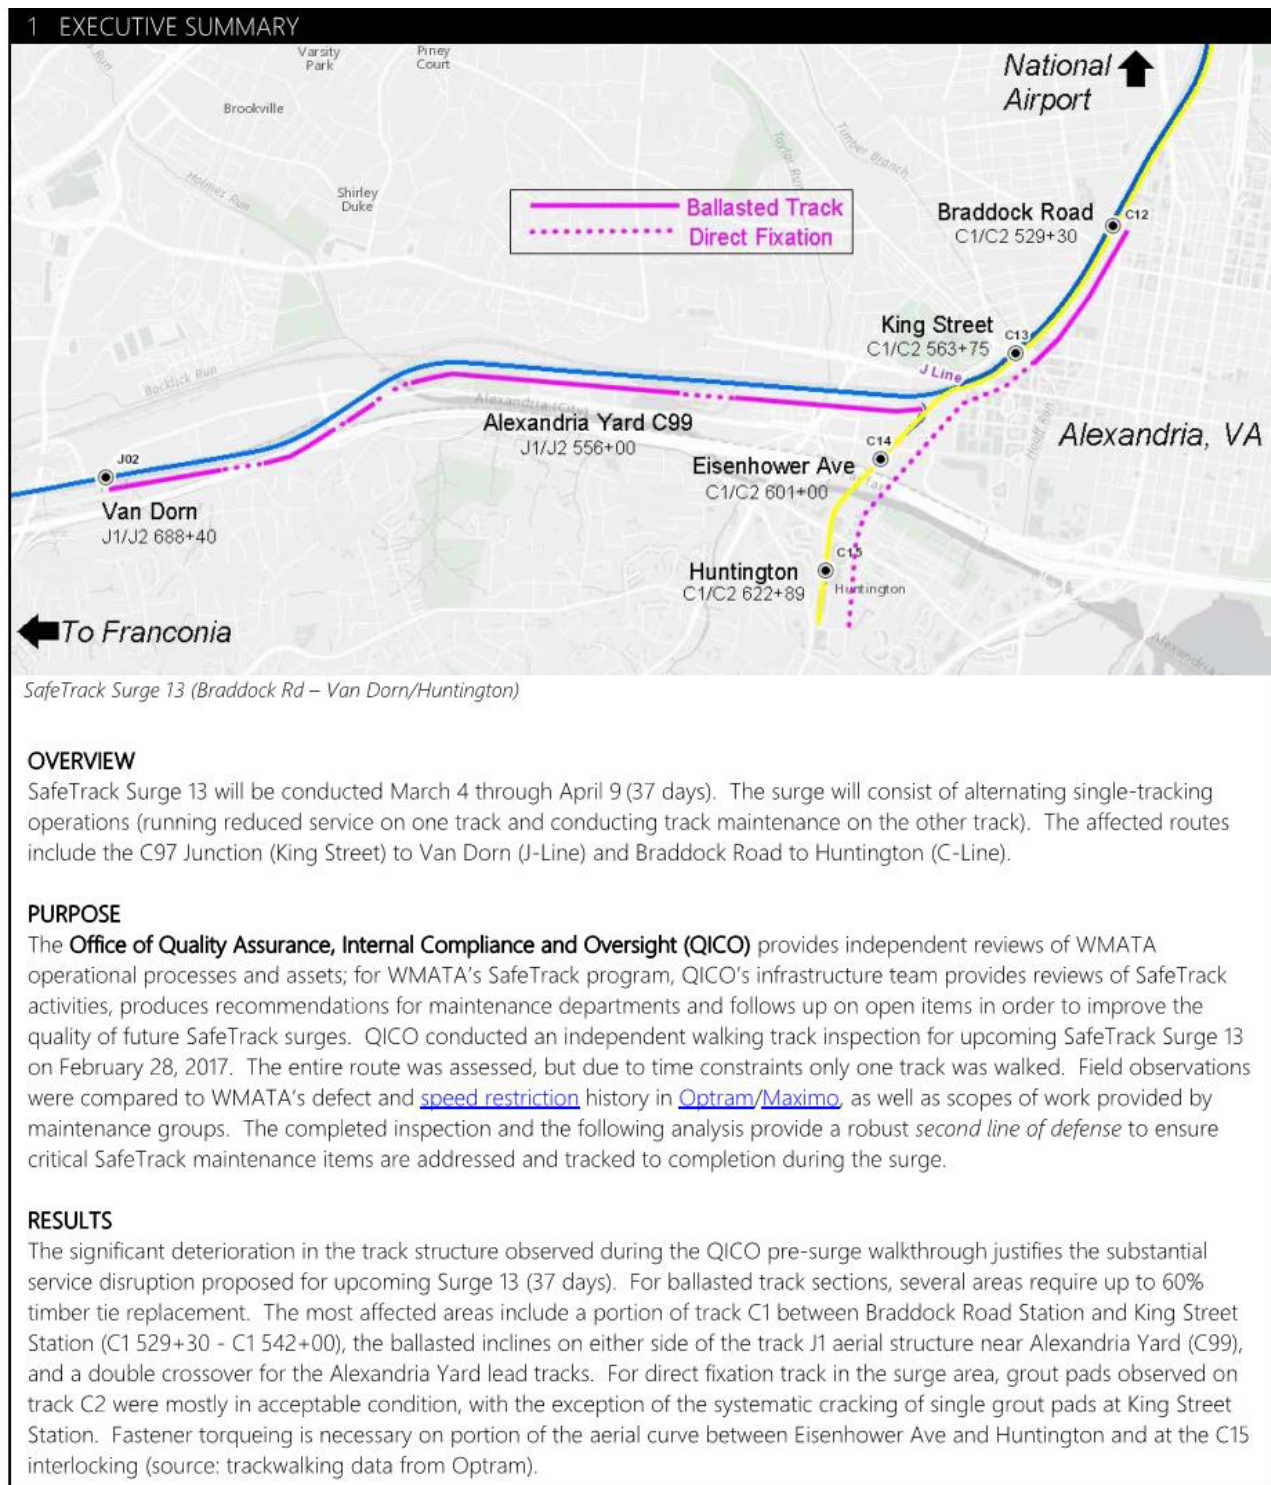 1 EXECUTIVE SUMMARY
Varsity
Park
Piney
Court
National
Airport
Brookville
Timber Branch
Taylor Run
Holmes Run
Shirley
Duke
Ballasted Track
Direct Fixation
Braddock Road
C12
C1/C2 529+30
King Street
C13
C1/C2 563+75
J Line
Backlick Run
Alexandria (City)
Hooff Run
Alexandria Yard C99
J1/J2 556+00
C14
Alexandria, VA
Eisenhower Ave
C1/C2 601+00
J02
Van Dorn
J1/J2 688+40
C15
Huntington
C1/C2 622+89
Huntington
To Franconia
SafeTrack Surge 13 (Braddock Rd – Van Dorn/Huntington)
OVERVIEW
SafeTrack Surge 13 will be conducted March 4 through April 9 (37 days). The surge will consist of alternating single-tracking
operations (running reduced service on one track and conducting track maintenance on the other track). The affected routes
include the C97 Junction (King Street) to Van Dorn (J-Line) and Braddock Road to Huntington (C-Line).
PURPOSE
The Office of Quality Assurance, Internal Compliance and Oversight (QICO) provides independent reviews of WMATA
operational processes and assets; for WMATA's SafeTrack program, QICO's infrastructure team provides reviews of SafeTrack
activities, produces recommendations for maintenance departments and follows up on open items in order to improve the
quality of future SafeTrack surges. QICO conducted an independent walking track inspection for upcoming SafeTrack Surge 13
on February 28, 2017. The entire route was assessed, but due to time constraints only one track was walked. Field observations
were compared to WMATA's defect and speed restriction history in Optram/Maximo, as well as scopes of work provided by
maintenance groups. The completed inspection and the following analysis provide a robust second line of defense to ensure
critical SafeTrack maintenance items are addressed and tracked to completion during the surge.
RESULTS
The significant deterioration in the track structure observed during the QICO pre-surge walkthrough justifies the substantial
service disruption proposed for upcoming Surge 13 (37 days). For ballasted track sections, several areas require up to 60%
timber tie replacement. The most affected areas include a portion of track C1 between Braddock Road Station and King Street
Station (C1 529+30 - C1 542+00), the ballasted inclines on either side of the track J1 aerial structure near Alexandria Yard (C99),
and a double crossover for the Alexandria Yard lead tracks. For direct fixation track in the surge area, grout pads observed on
track C2 were mostly in acceptable condition, with the exception of the systematic cracking of single grout pads at King Street
Station. Fastener torqueing is necessary on portion of the aerial curve between Eisenhower Ave and Huntington and at the C15
interlocking (source: trackwalking data from Optram).